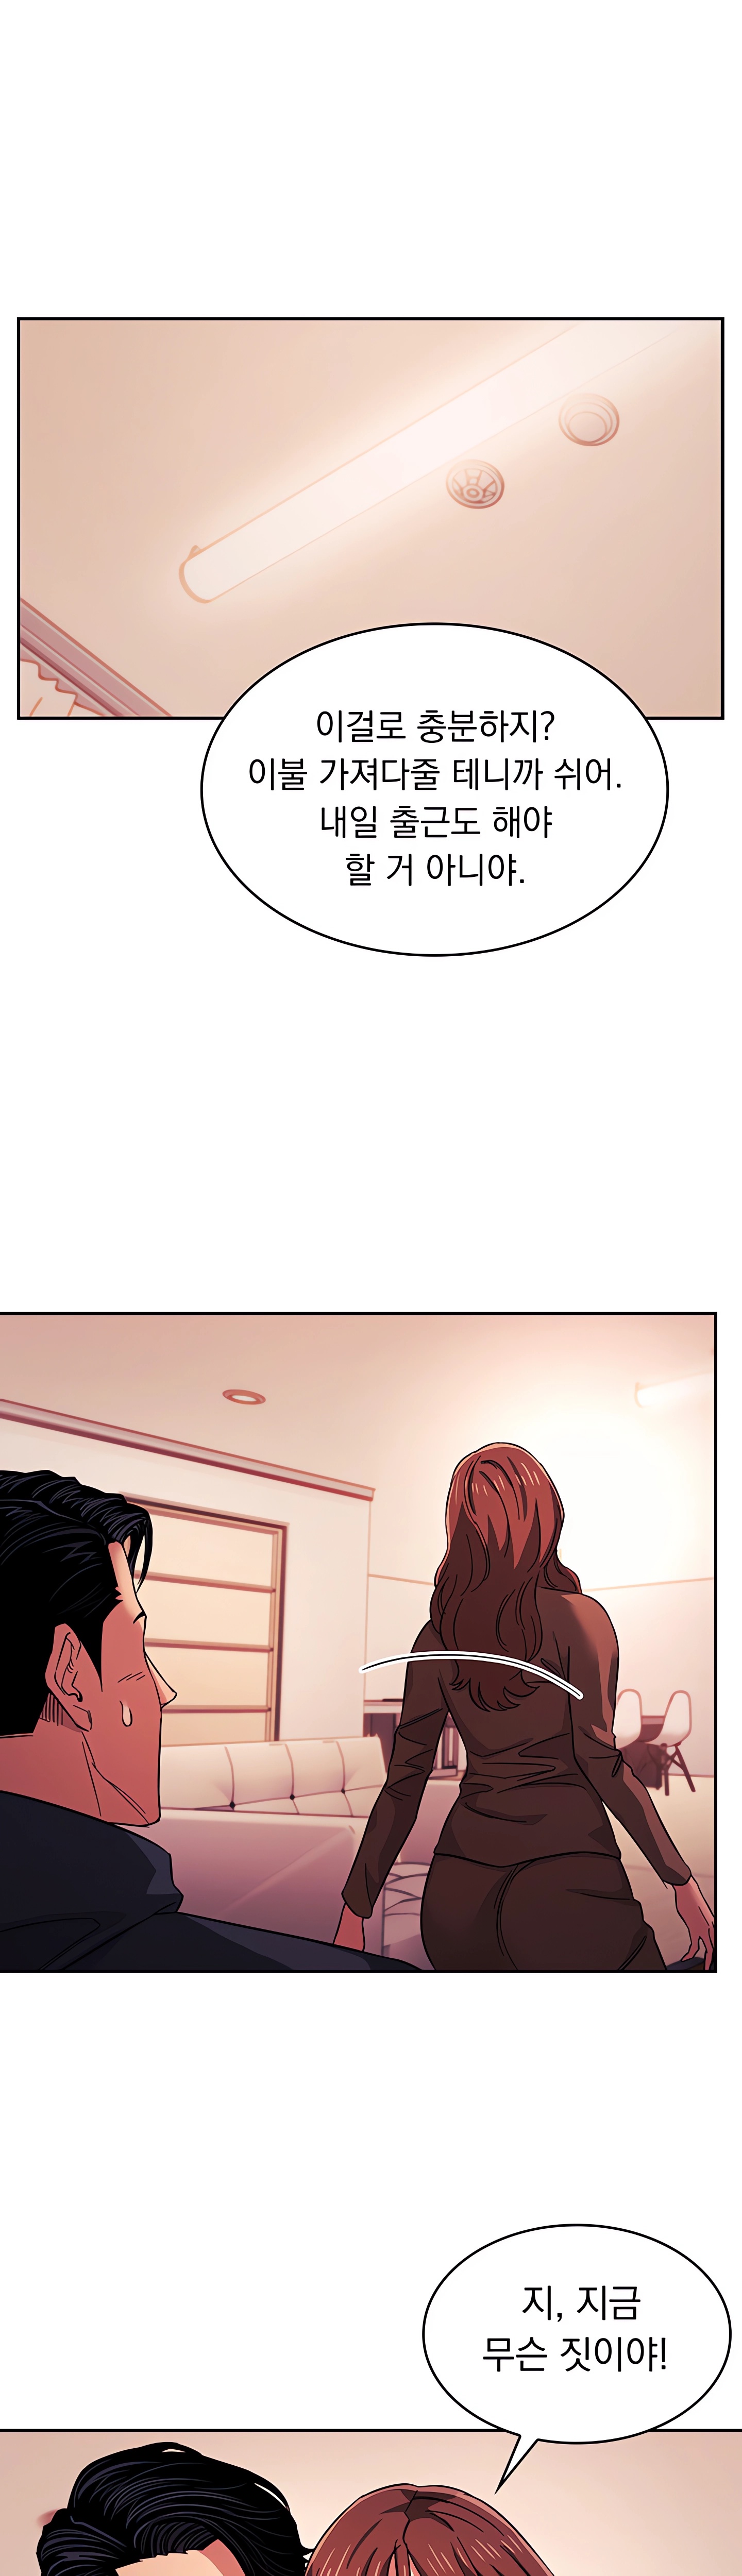 이걸로 충분하지?
이불 가져다줄 테니까 쉬어.
내일 출근도 해야
할 거 아니야.
지, 지금
무슨 짓이야!